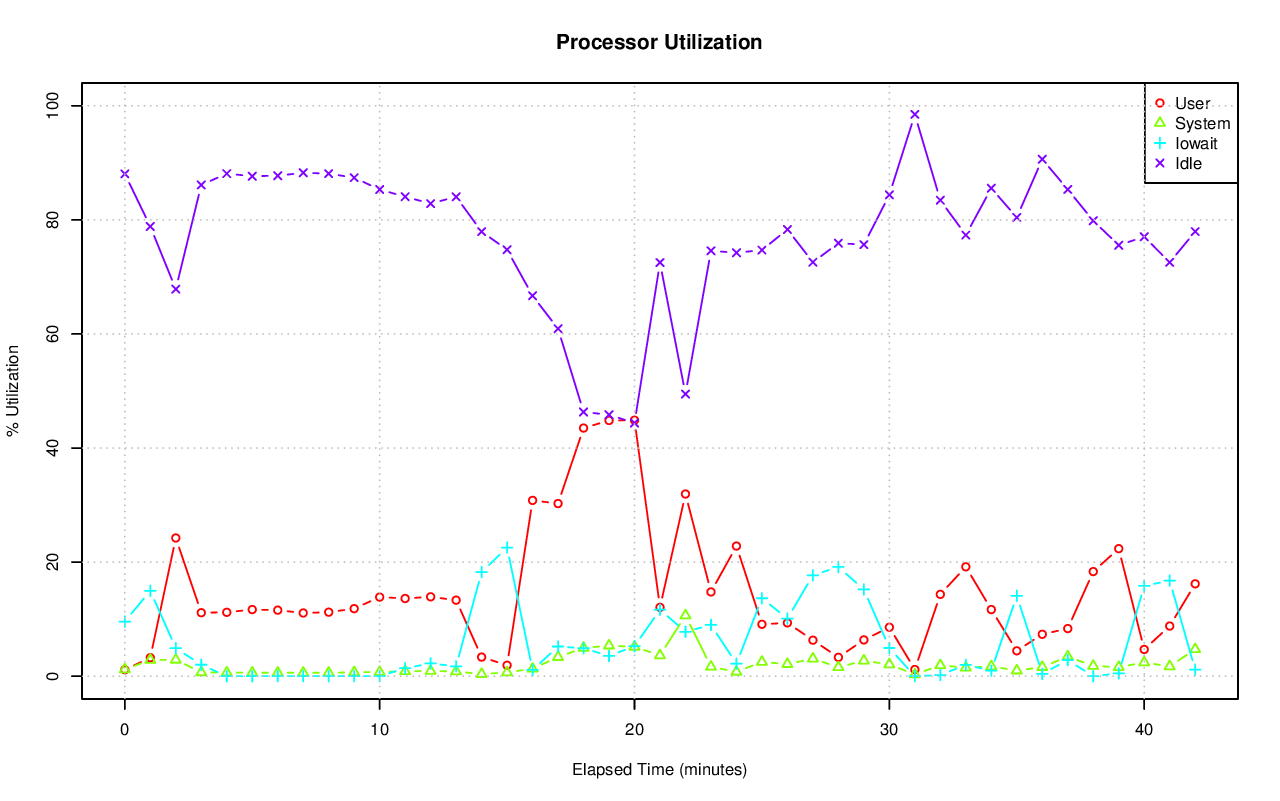 Processor Utilization
User
System
Iowait
Idle
100
80
60
40
20
0
% Utilization
0 10 20 30 40
Elapsed Time (minutes)